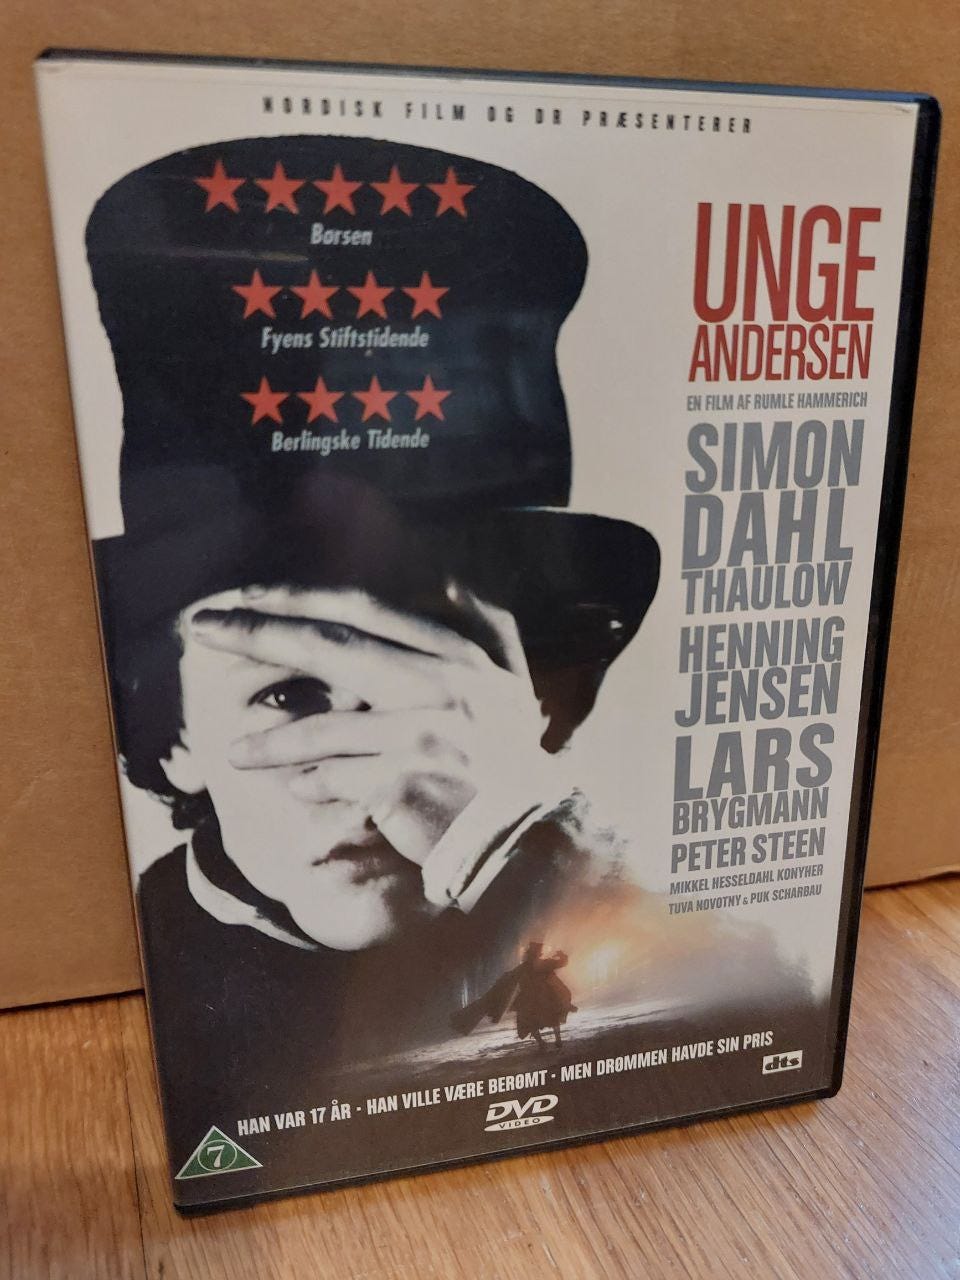 NORDISK FILM OG DR PRÆSENTERER
Børsen
Fyens Stiftstidende
Berlingske Tidende
UNGE
ANDERSEN
EN FILM AF RUMLE HAMMERICH
SIMON
DAHL
THAULOW
HENNING
JENSEN
LARS
BRYGMANN
PETER STEEN
MIKKEL HESSELDAHL KONYHER
TUVA NOVOTNY & PUK SCHARBAU
HAN VAR 17 ÅR - HAN VILLE VÆRE BERØMT - MEN DRØMMEN HAVDE SIN PRIS
dts
DVD
VIDEO
7